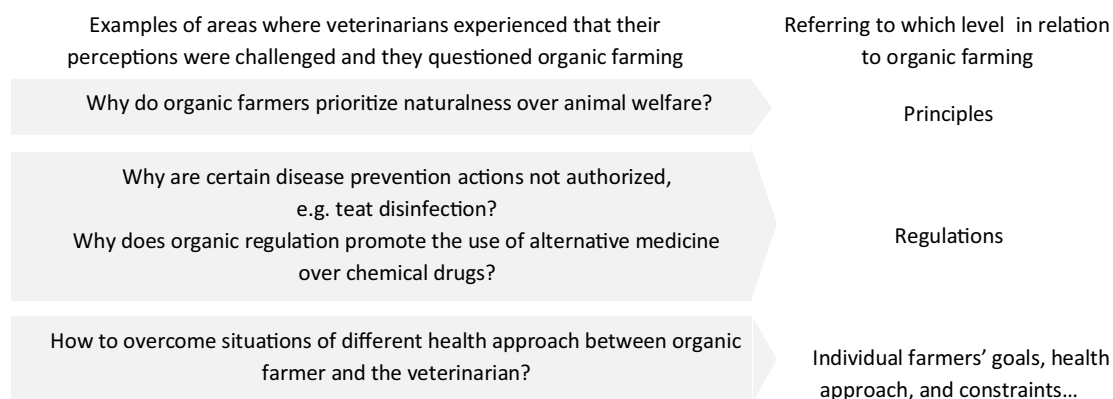 Examples of areas where veterinarians experienced that their
perceptions were challenged and they questioned organic farming
Referring to which level in relation
to organic farming
Why do organic farmers prioritize naturalness over animal welfare?
Principles
Why are certain disease prevention actions not authorized,
e.g. teat disinfection?
Why does organic regulation promote the use of alternative medicine
over chemical drugs?
Regulations
How to overcome situations of different health approach between organic
farmer and the veterinarian?
Individual farmers’ goals, health
approach, and constraints…